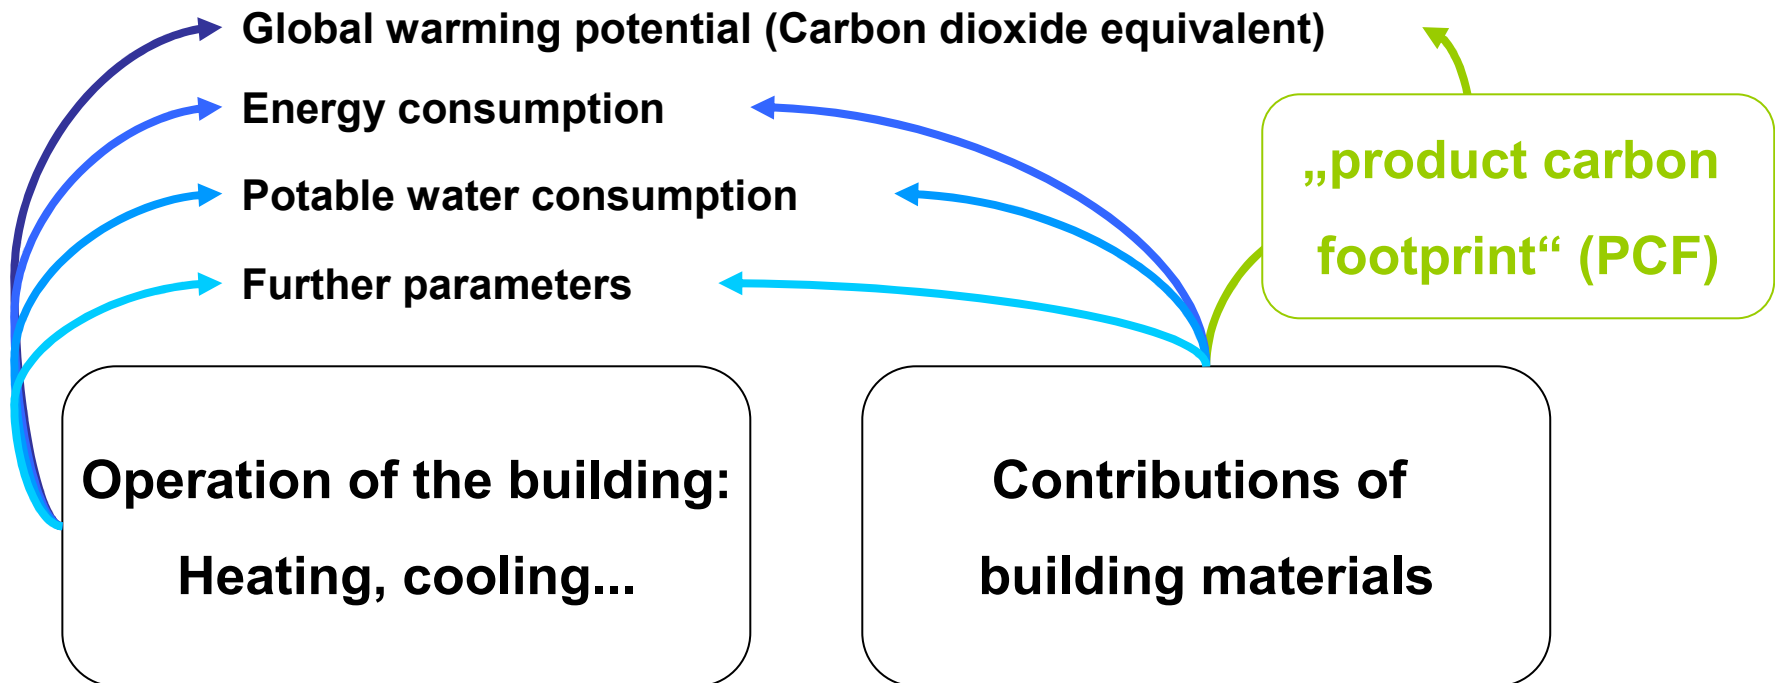 Global warming potential (Carbon dioxide equivalent)
Energy consumption
Potable water consumption
Further parameters
„product carbon
footprint“ (PCF)
Operation of the building:
Heating, cooling...
Contributions of
building materials